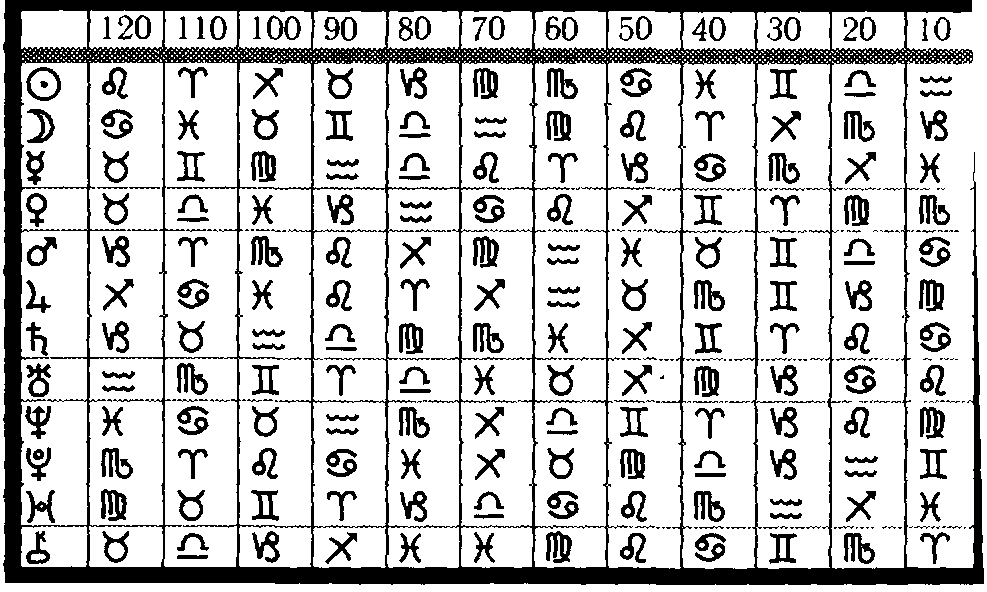 120 110 100 90 80 70 60 50 40 30 20 10
☉ ♌ ♈ ♐ ♉ ♑ ♍ ♏ ♋ ♓ ♊ ♎ ♒
☽ ♋ ♓ ♉ ♊ ♎ ♒ ♍ ♌ ♈ ♐ ♏ ♑
☿ ♉ ♊ ♍ ♒ ♎ ♌ ♈ ♑ ♋ ♏ ♐ ♓
♀ ♉ ♎ ♓ ♑ ♒ ♋ ♌ ♐ ♊ ♈ ♍ ♏
♂ ♑ ♈ ♏ ♌ ♐ ♍ ♒ ♓ ♉ ♊ ♎ ♋
♃ ♐ ♋ ♓ ♌ ♈ ♐ ♒ ♉ ♏ ♊ ♑ ♍
♄ ♑ ♉ ♒ ♎ ♍ ♏ ♓ ♐ ♊ ♈ ♌ ♋
♅ ♒ ♏ ♊ ♈ ♎ ♓ ♉ ♐ ♍ ♑ ♋ ♌
♆ ♓ ♋ ♉ ♒ ♏ ♐ ♎ ♊ ♈ ♑ ♌ ♍
♇ ♏ ♈ ♌ ♋ ♓ ♐ ♉ ♍ ♎ ♑ ♒ ♊
♍ ♉ ♊ ♈ ♑ ♎ ♋ ♌ ♏ ♒ ♐ ♓
⚷ ♉ ♎ ♑ ♐ ♓ ♓ ♍ ♌ ♋ ♊ ♏ ♈